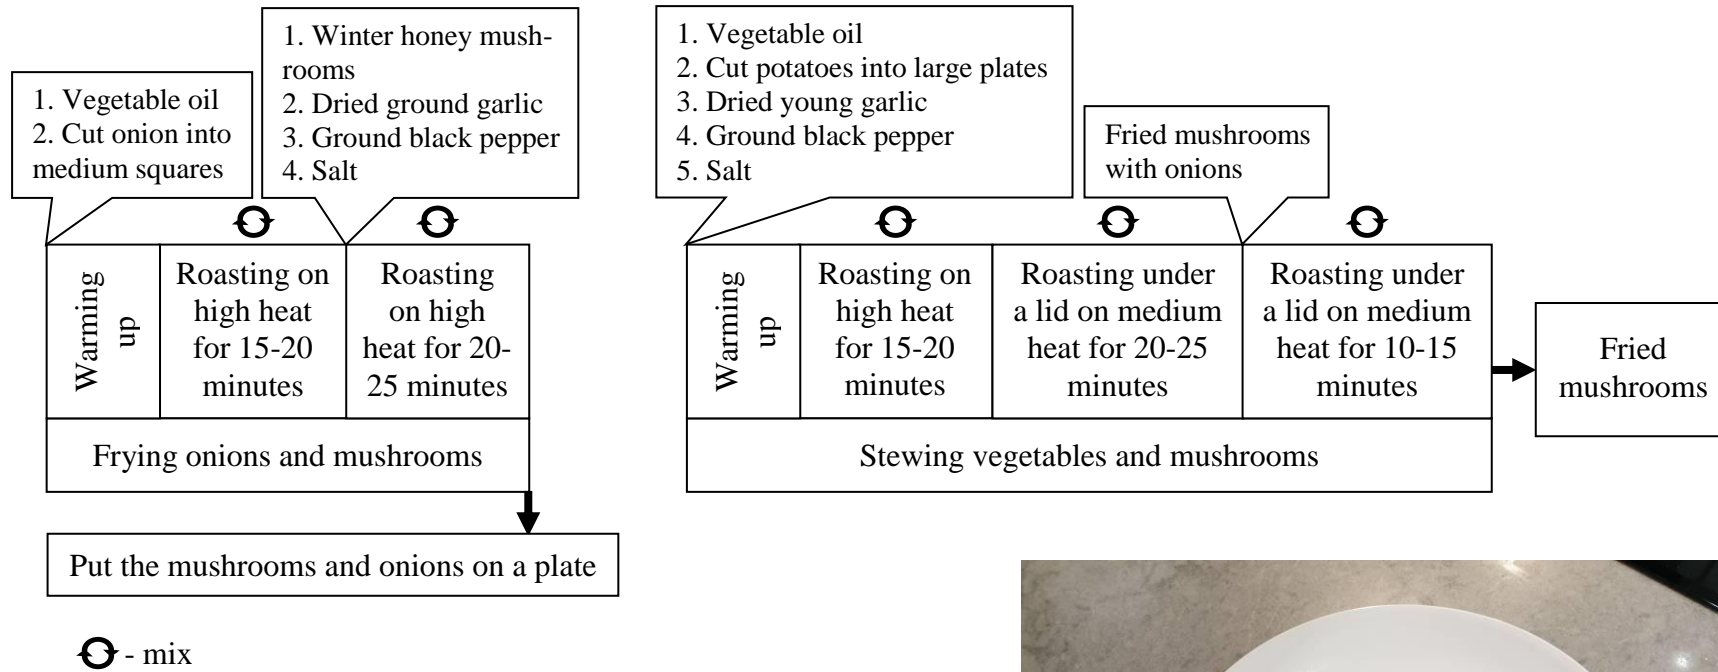 1. Vegetable oil
2. Cut onion into
medium squares
1. Winter honey mush-
rooms
2. Dried ground garlic
3. Ground black pepper
4. Salt
Warming
up
Roasting on
high heat
for 15-20
minutes
Roasting
on high
heat for 20-
25 minutes
Frying onions and mushrooms
Put the mushrooms and onions on a plate
- mix
1. Vegetable oil
2. Cut potatoes into large plates
3. Dried young garlic
4. Ground black pepper
5. Salt
Fried mushrooms
with onions
Warming
up
Roasting on
high heat
for 15-20
minutes
Roasting under
a lid on medium
heat for 20-25
minutes
Roasting under
a lid on medium
heat for 10-15
minutes
Stewing vegetables and mushrooms
Fried
mushrooms